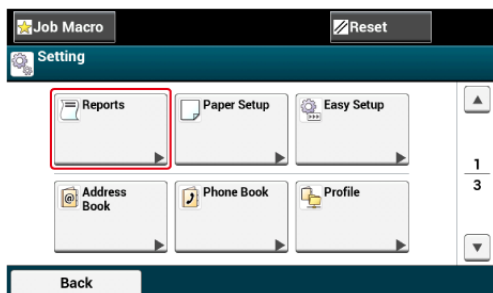 Job Macro
Reset
Setting
Reports
Paper Setup
Easy Setup
Address
Book
Phone Book
Profile
1
3
Back